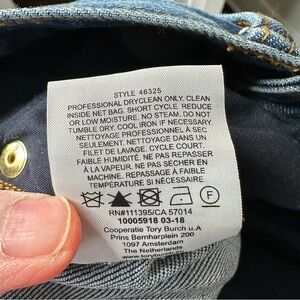 STYLE 46325
PROFESSIONAL DRYCLEAN ONLY. CLEAN
INSIDE NET BAG. SHORT CYCLE. REDUCE
OR LOW MOISTURE. NO STEAM. DO NOT
TUMBLE DRY. COOL IRON IF NECESSARY.
NETTOYAGE PROFESSIONNEL À SEC
SEULEMENT. NETTOYAGE DANS UN
FILET DE LAVAGE. CYCLE COURT.
FAIBLE HUMIDITÉ. NE PAS REPASSER
À LA VAPEUR. NE PAS SÉCHER EN
MACHINE. REPASSAGE À FAIBLE
TEMPÉRATURE SI NÉCESSAIRE.
F
RN#111395/CA 57014
10005918 03-18
Cooperatie Tory Burch u.A
Prins Bernharplein 200
1097 Amsterdam
The Netherlands